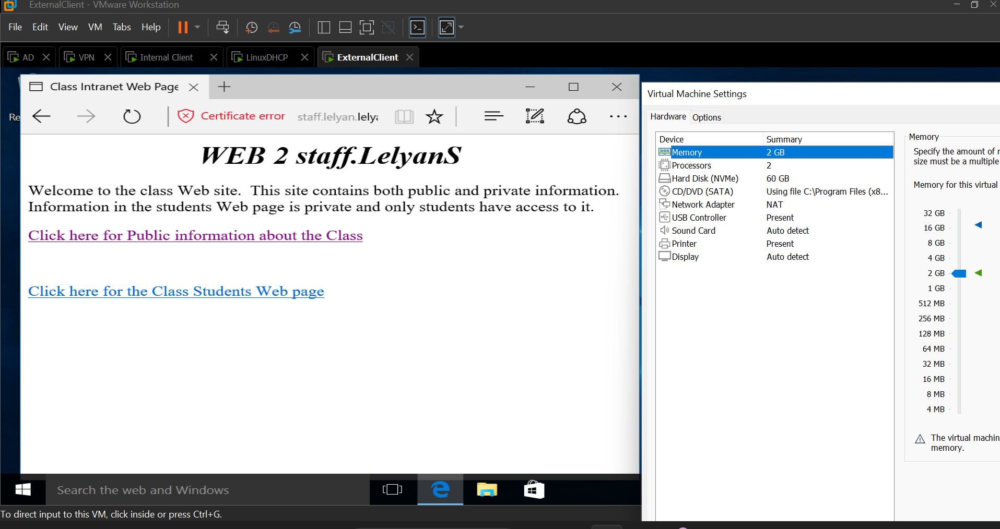 ExternalClient - VMware Workstation
File Edit View VM Tabs Help
AD VPN Internal Client LinuxDHCP ExternalClient
Class Intranet Web Page
Certificate error staff.lelyan.lelya
Re
WEB 2 staff.LelyanS
Welcome to the class Web site. This site contains both public and private information.
Information in the students Web page is private and only students have access to it.
Click here for Public information about the Class
Click here for the Class Students Web page
Search the web and Windows
To direct input to this VM, click inside or press Ctrl+G.
Virtual Machine Settings
Hardware Options
Device Summary
Memory 2 GB
Processors 2
Hard Disk (NVMe) 60 GB
CD/DVD (SATA) Using file C:\Program Files (x8...
Network Adapter NAT
USB Controller Present
Sound Card Auto detect
Printer Present
Display Auto detect
Memory
Specify the amount of
size must be a multiple
Memory for this virtual
32 GB
16 GB
8 GB
4 GB
2 GB
1 GB
512 MB
256 MB
128 MB
64 MB
32 MB
16 MB
8 MB
4 MB
The virtual machin
memory.